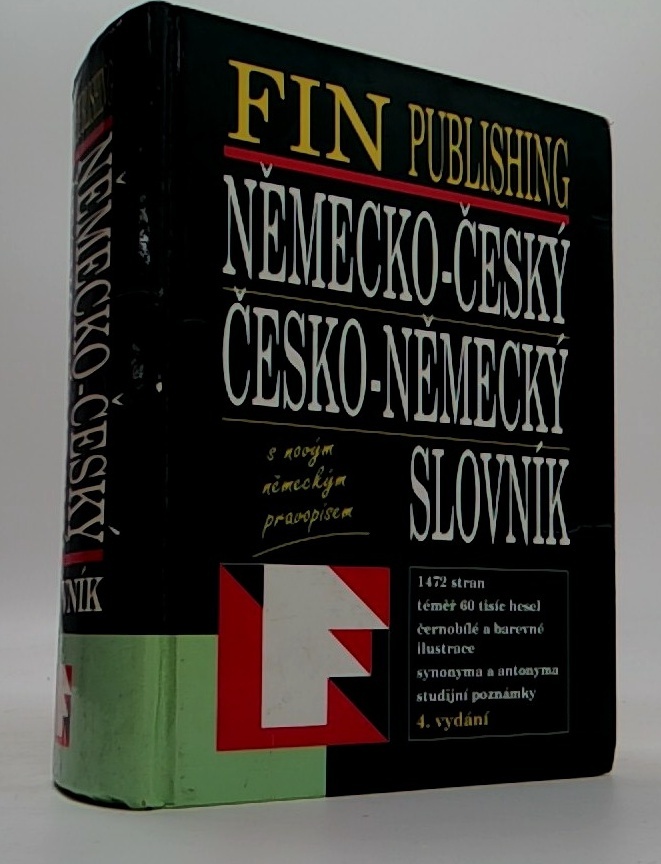 FIN PUBLISHING
NĚMECKO-ČESKÝ
ČESKO-NĚMECKÝ
SLOVNÍK
s novým
německým
pravopisem
1472 stran
téměř 60 tisíc hesel
černobílé a barevné
ilustrace
synonyma a antonyma
studijní poznámky
4. vydání
NĚMECKO-ČESKÝ